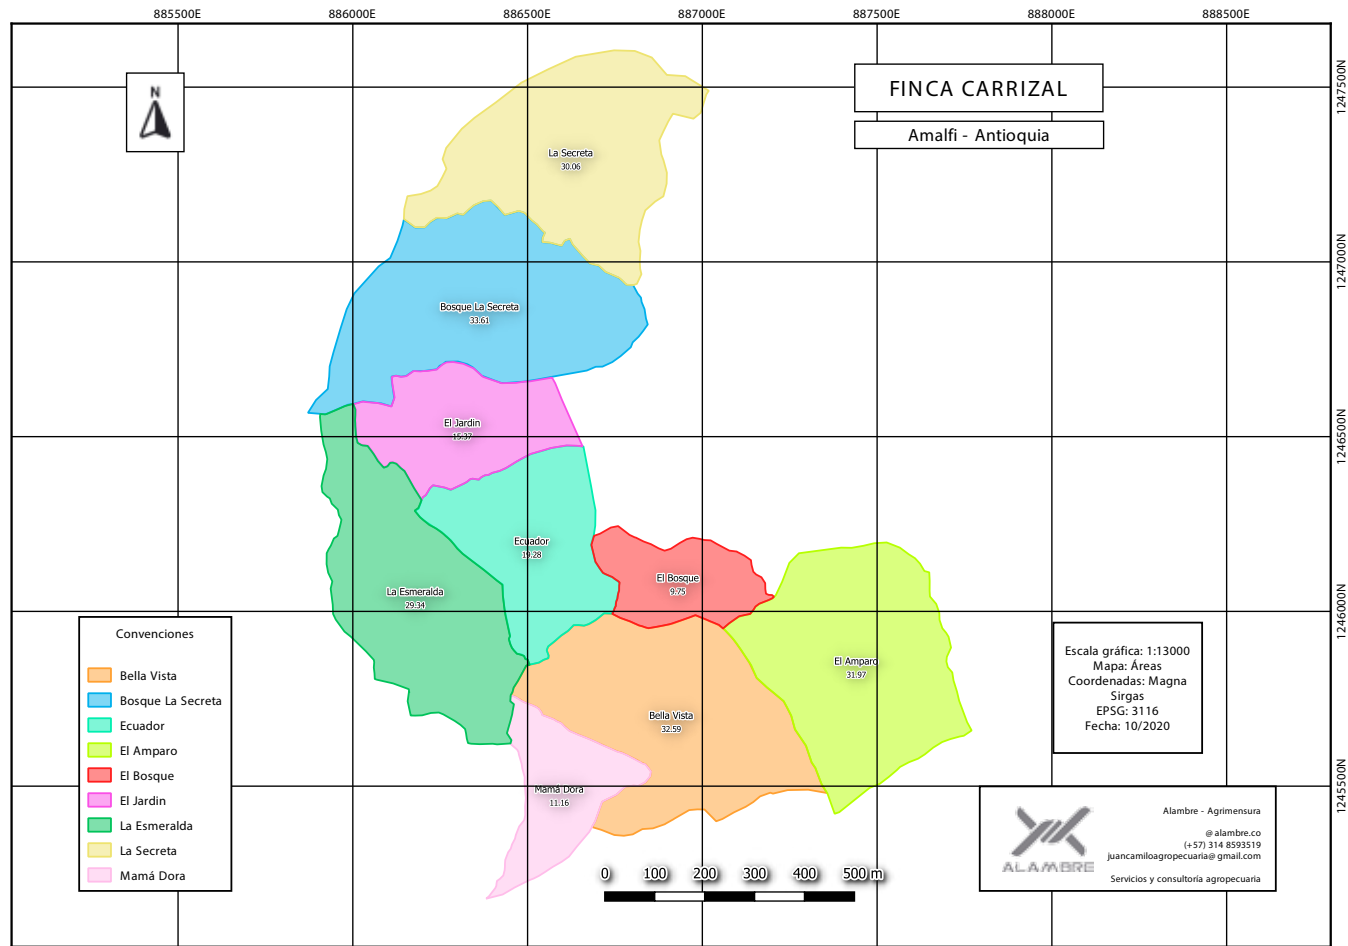 885500E 886000E 886500E 887000E 887500E 888000E 888500E
N
FINCA CARRIZAL
Amalfi - Antioquia
1247500N
1247000N
1246500N
1246000N
1245500N
La Secreta
30.06
Bosque La Secreta
33.61
El Jardin
15.37
Ecuador
19.28
El Bosque
9.75
La Esmeralda
29.34
El Amparo
31.97
Bella Vista
32.59
Mamá Dora
11.16
Convenciones
Bella Vista
Bosque La Secreta
Ecuador
El Amparo
El Bosque
El Jardin
La Esmeralda
La Secreta
Mamá Dora
Escala gráfica: 1:13000
Mapa: Áreas
Coordenadas: Magna
Sirgas
EPSG: 3116
Fecha: 10/2020
0 100 200 300 400 500 m
ALAMBRE
Alambre - Agrimensura
@alambre.co
(+57) 314 8593519
juancamiloagropecuaria@gmail.com
Servicios y consultoría agropecuaria